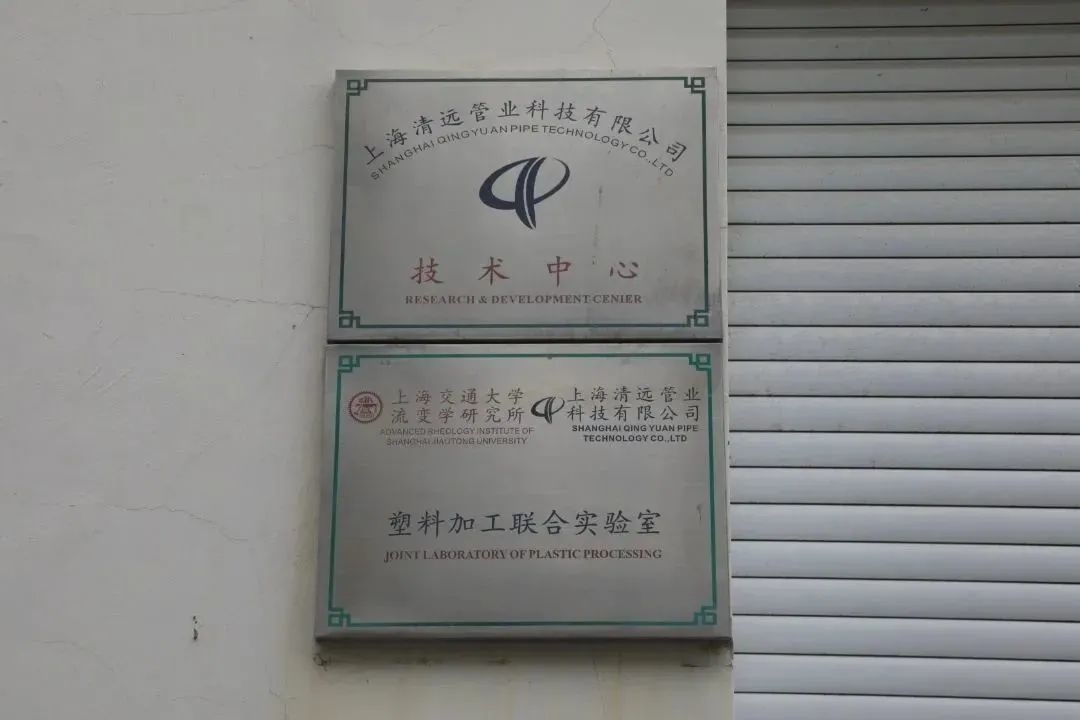 上海清远管业科技有限公司
SHANGHAI QING YUAN PIPE TECHNOLOGY CO.,LTD
技术中心
RESEARCH & DEVELOPMENT CENIER
上海交通大学
流变学研究所
ADVANCED RHEOLOGY INSTITUTE OF
SHANGHAI JIAOTONG UNIVERSITY
上海清远管业
科技有限公司
SHANGHAI QING YUAN PIPE
TECHNOLOGY CO.,LTD
塑料加工联合实验室
JOINT LABORATORY OF PLASTIC PROCESSING